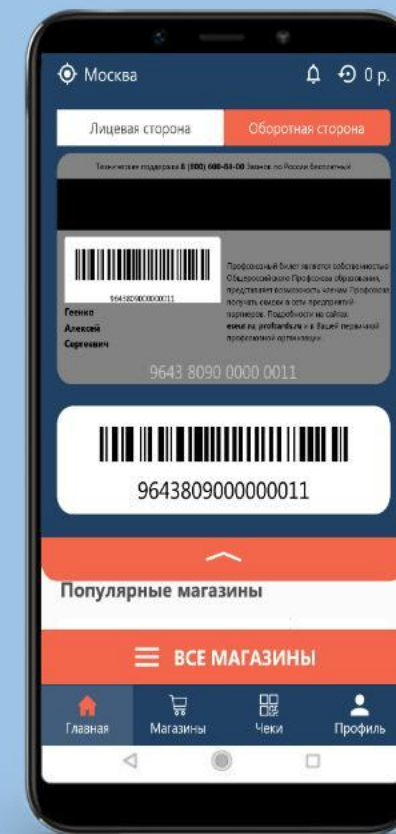 Москва
0 р.
Лицевая сторона
Оборотная сторона
Техническая поддержка 8 (800) 600-84-00 Звонок по России бесплатный
9643809000000011
Геенко
Алексей
Сергеевич
Профсоюзный билет является собственностью
Общероссийского Профсоюза образования,
представляет возможность членам Профсоюза
получать скидки в сети предприятий-
партнеров. Подробности на сайтах
eseur.ru, profcards.ru и в Вашей первичной
профсоюзной организации.
9643 8090 0000 0011
9643809000000011
Популярные магазины
ВСЕ МАГАЗИНЫ
Главная
Магазины
Чеки
Профиль